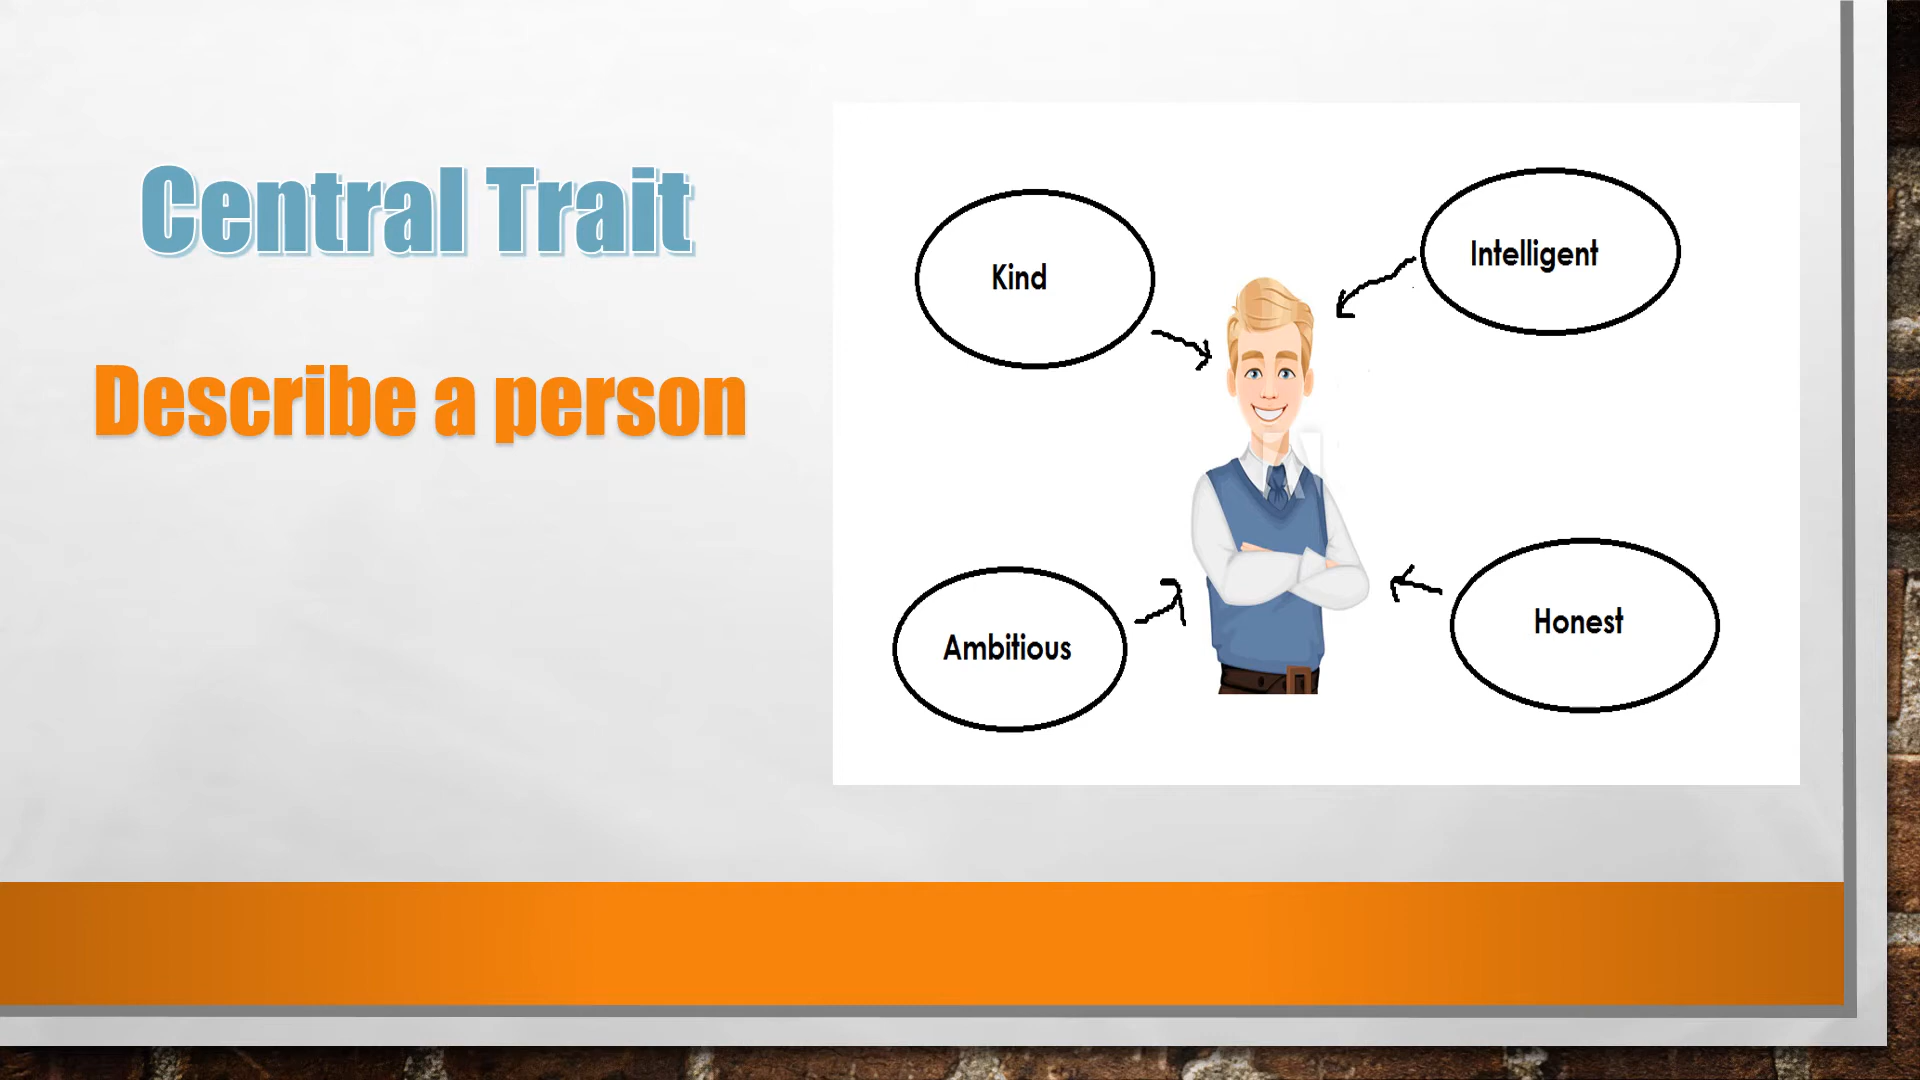 Central Trait
Describe a person
Kind
Intelligent
Ambitious
Honest